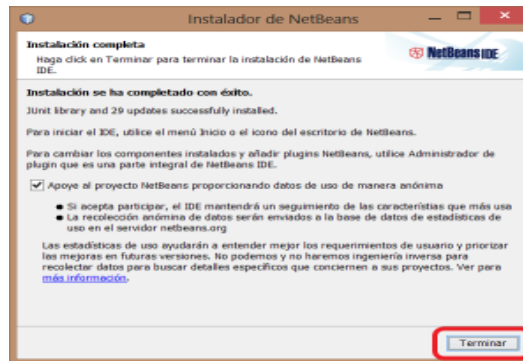 Instalador de NetBeans
Instalación completa
Haga click en Terminar para terminar la instalación de NetBeans
IDE.
NetBeans IDE
Instalación se ha completado con éxito.
JUnit library and 29 updates successfully installed.
Para iniciar el IDE, utilice el menú Inicio o el icono del escritorio de NetBeans.
Para cambiar los componentes instalados y añadir plugins NetBeans, utilice Administrador de
plugin que es una parte integral de NetBeans IDE.
Apoye al proyecto NetBeans proporcionando datos de uso de manera anónima
Si acepta participar, el IDE mantendrá un seguimiento de las características que más usa
La recolección anónima de datos serán enviados a la base de datos de estadísticas de
uso en el servidor netbeans.org
Las estadísticas de uso ayudarán a entender mejor los requerimientos de usuario y priorizar
las mejoras en futuras versiones. No podemos y no haremos ingeniería inversa para
recolectar datos para buscar detalles específicos que conciernen a sus proyectos. Ver para
más información.
Terminar